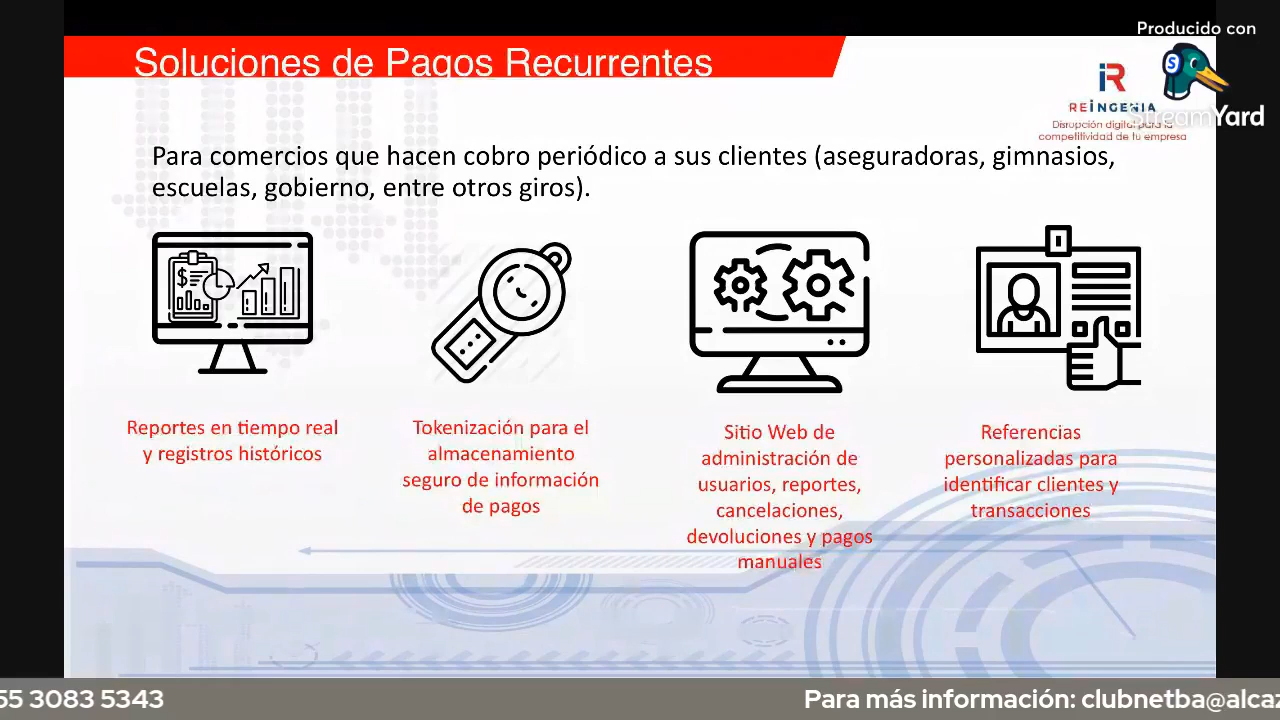 Producido con
StreamYard
Soluciones de Pagos Recurrentes
iR
REINGENIA
Disrupción digital para la
competitividad de tu empresa
Para comercios que hacen cobro periódico a sus clientes (aseguradoras, gimnasios,
escuelas, gobierno, entre otros giros).
Reportes en tiempo real
y registros históricos
Tokenización para el
almacenamiento
seguro de información
de pagos
Sitio Web de
administración de
usuarios, reportes,
cancelaciones,
devoluciones y pagos
manuales
Referencias
personalizadas para
identificar clientes y
transacciones
55 3083 5343
Para más información: clubnetba@alcaz